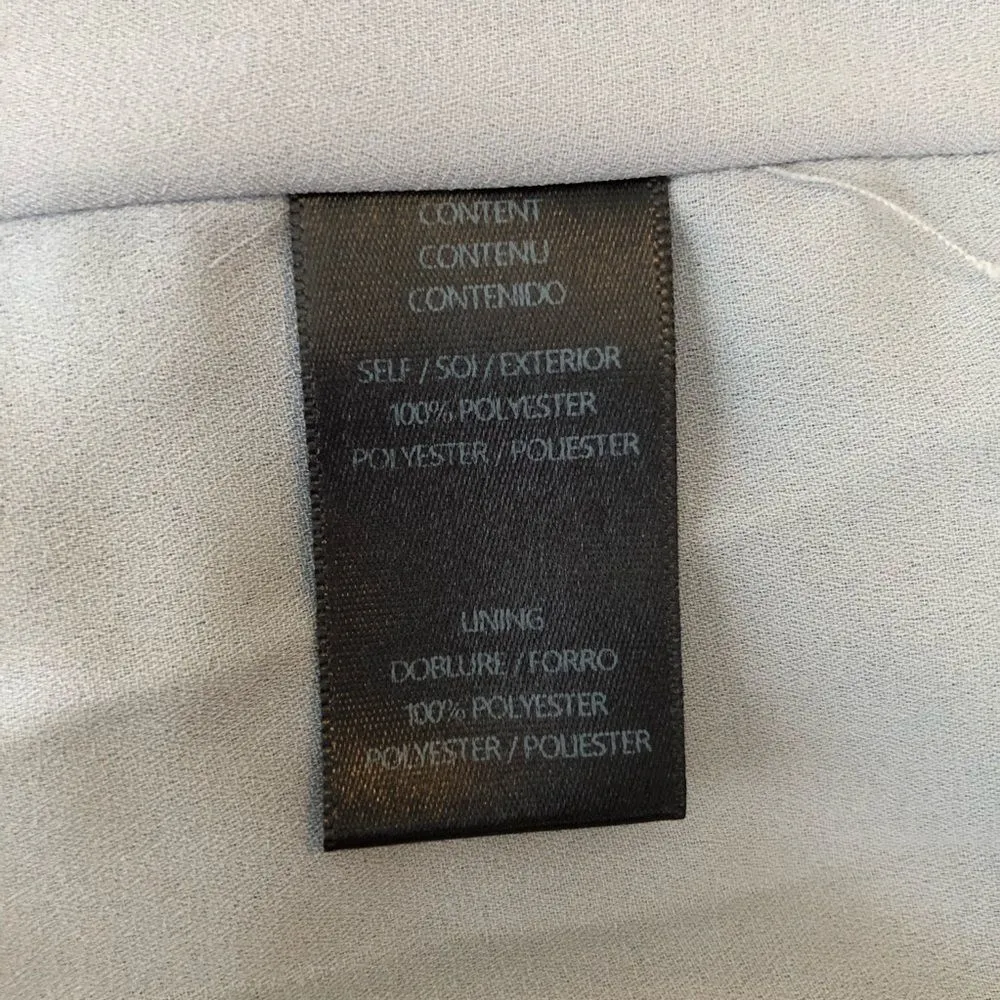 CONTENT
CONTENU
CONTENIDO
SELF / SOI / EXTERIOR
100% POLYESTER
POLYESTER / POLIESTER
LINING
DOBLURE / FORRO
100% POLYESTER
POLYESTER / POLIESTER